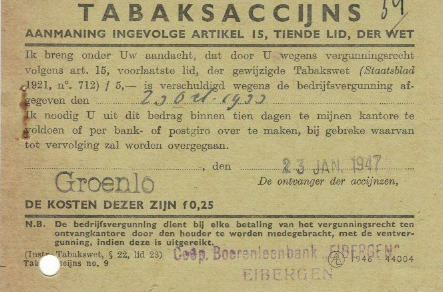 TABAKSACCIJNS
AANMANING INGEVOLGE ARTIKEL 15, TIENDE LID, DER WET
Ik breng onder Uw aandacht, dat door U wegens vergunningsrecht
volgens art. 15, voorlaatste lid, der gewijzigde Tabakswet (Staatsblad
1921, n°. 712) f 5,— is verschuldigd wegens de bedrijfsvergunning af-
gegeven den
Ik noodig U uit dit bedrag binnen tien dagen te mijnen kantore te
voldoen of per bank- of postgiro over te maken, bij gebreke waarvan
tot vervolging zal worden overgegaan.
, den 23 JAN. 1947
Groenlo
De ontvanger der accijnzen,
DE KOSTEN DEZER ZIJN f 0,25
N.B. De bedrijfsvergunning dient bij elke betaling van het vergunningsrecht ten
ontvangkantore door den houder te worden medegebracht, met de ventver-
gunning, indien deze is uitgereikt.
Tabakswet, § 22, lid 23)
Coöp. Boerenleenbank „EIBERGEN"
EIBERGEN
no. 9
44004